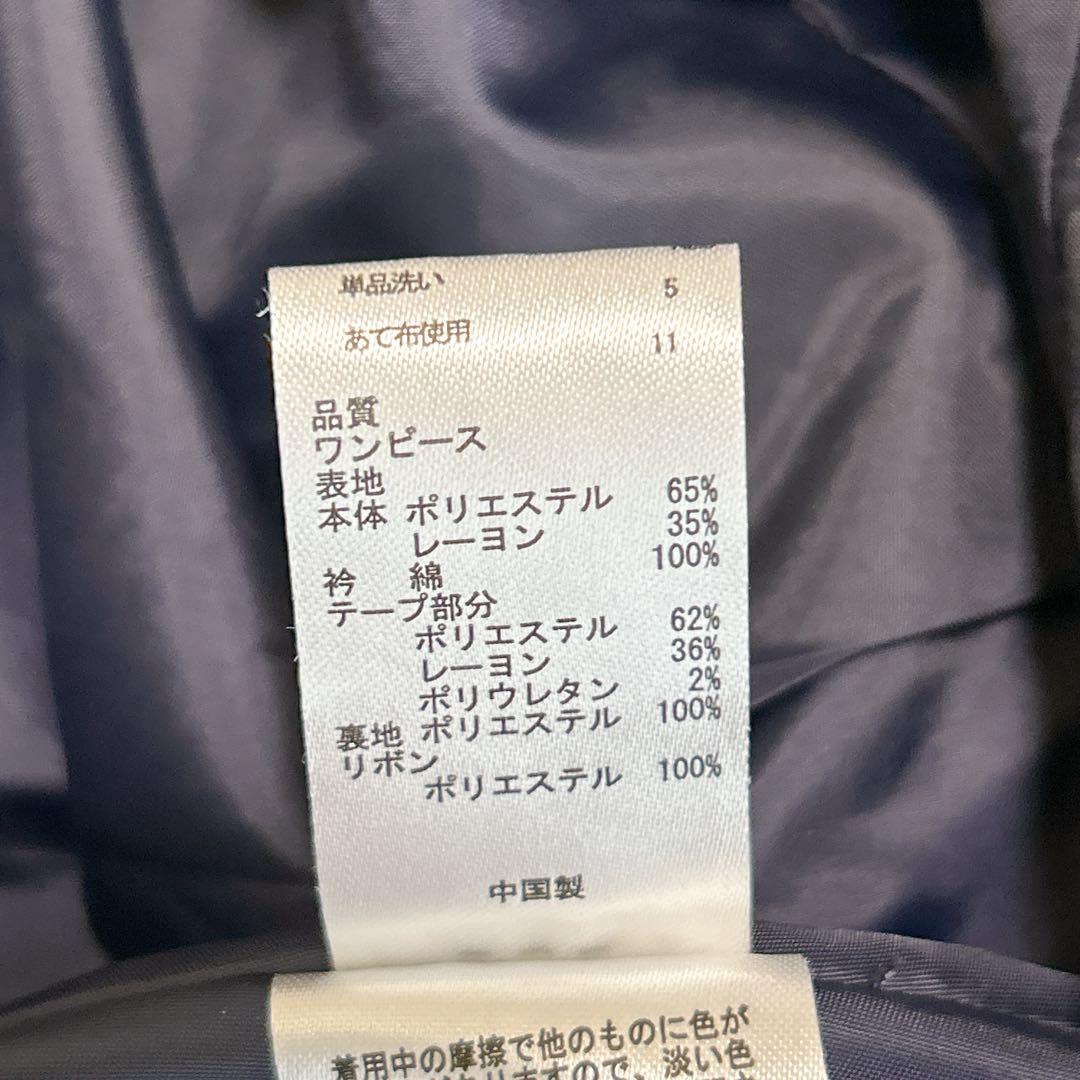 単品洗い 5
あて布使用 11
品質
ワンピース
表地
本体 ポリエステル 65%
レーヨン 35%
衿 綿 100%
テープ部分
ポリエステル 62%
レーヨン 36%
ポリウレタン 2%
裏地 ポリエステル 100%
リボン
ポリエステル 100%
中国製
着用中の摩擦で他のものに色が
ますので、淡い色